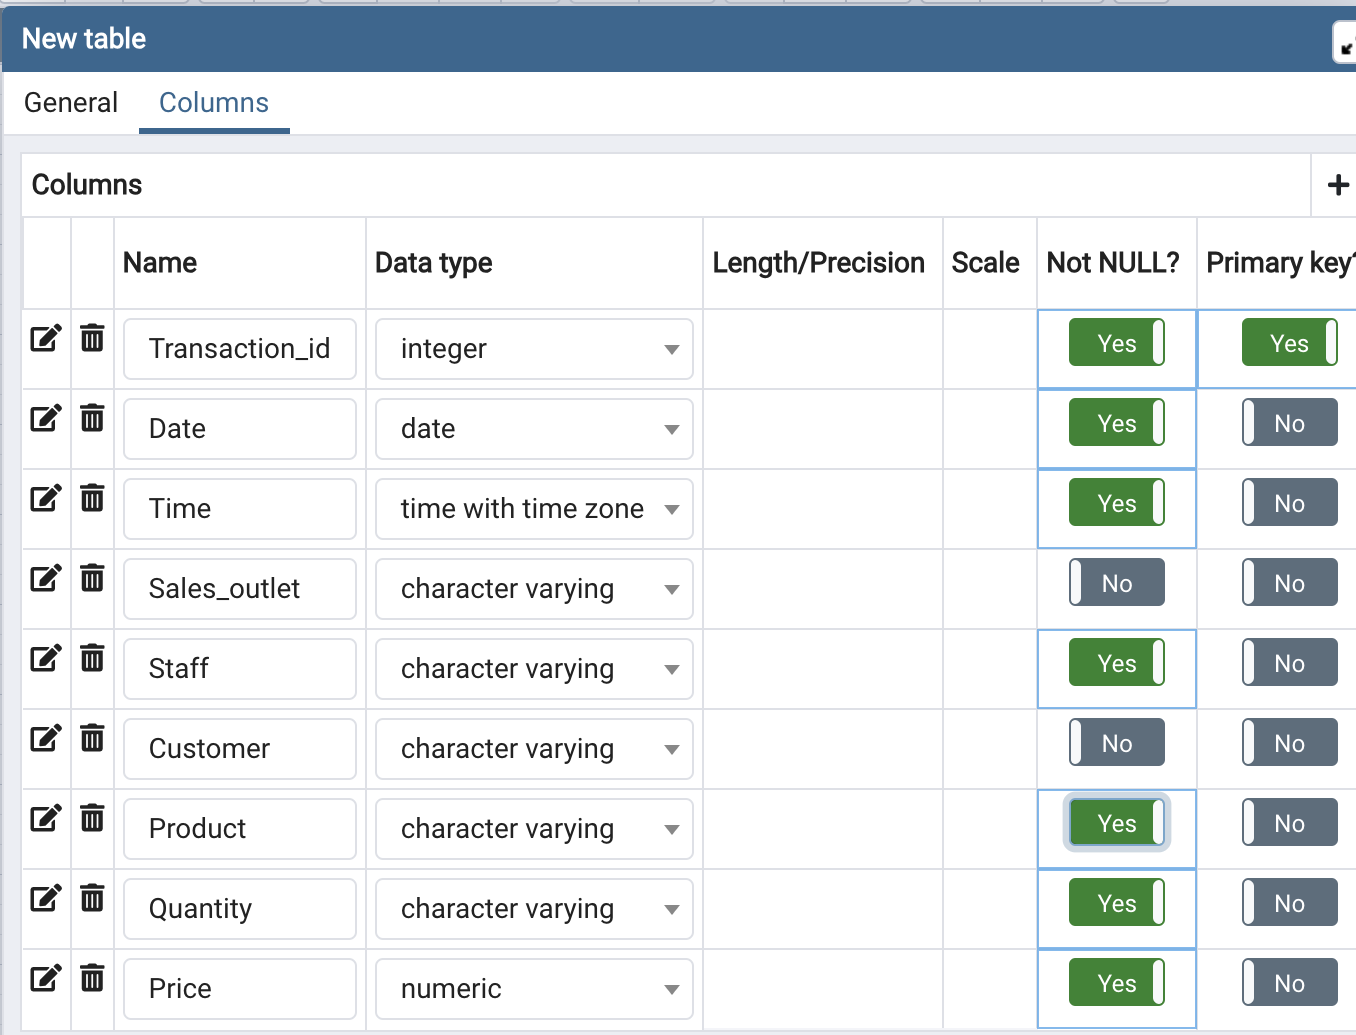 New table
General Columns
Columns
Name Data type Length/Precision Scale Not NULL? Primary key?
Transaction_id integer Yes Yes
Date date Yes No
Time time with time zone Yes No
Sales_outlet character varying No No
Staff character varying Yes No
Customer character varying No No
Product character varying Yes No
Quantity character varying Yes No
Price numeric Yes No